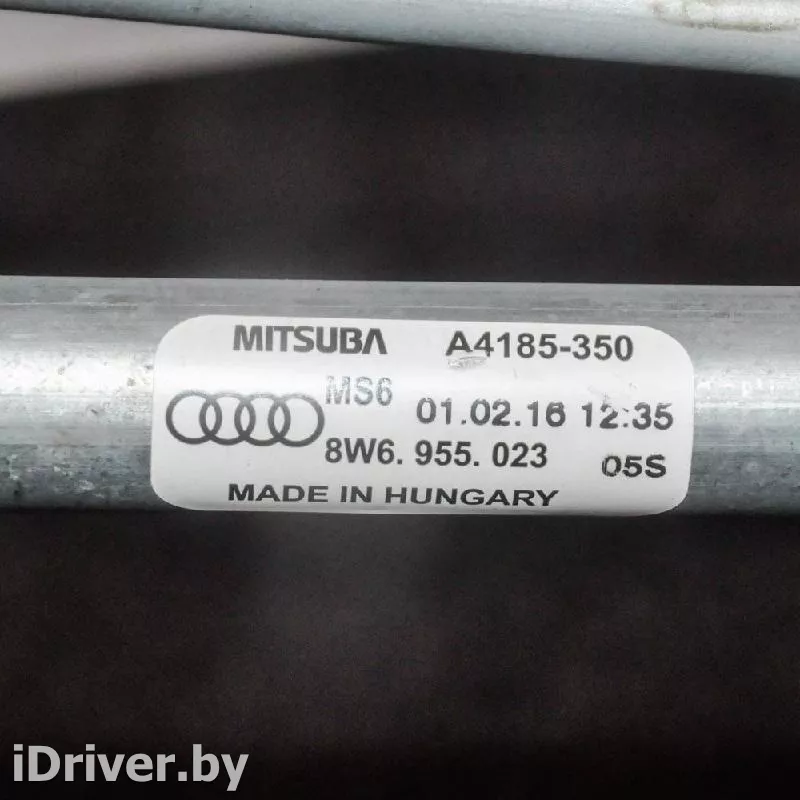 MITSUBA A4185-350
MS6 01.02.16 12:35
8W6. 955. 023 05S
MADE IN HUNGARY
iDriver.by